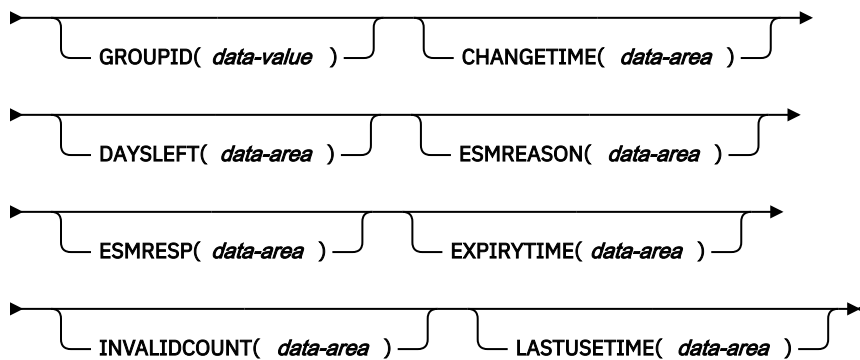 GROUPID( data-value ) CHANGETIME( data-area )
DAYSLEFT( data-area ) ESMREASON( data-area )
ESMRESP( data-area ) EXPIRYTIME( data-area )
INVALIDCOUNT( data-area ) LASTUSETIME( data-area )